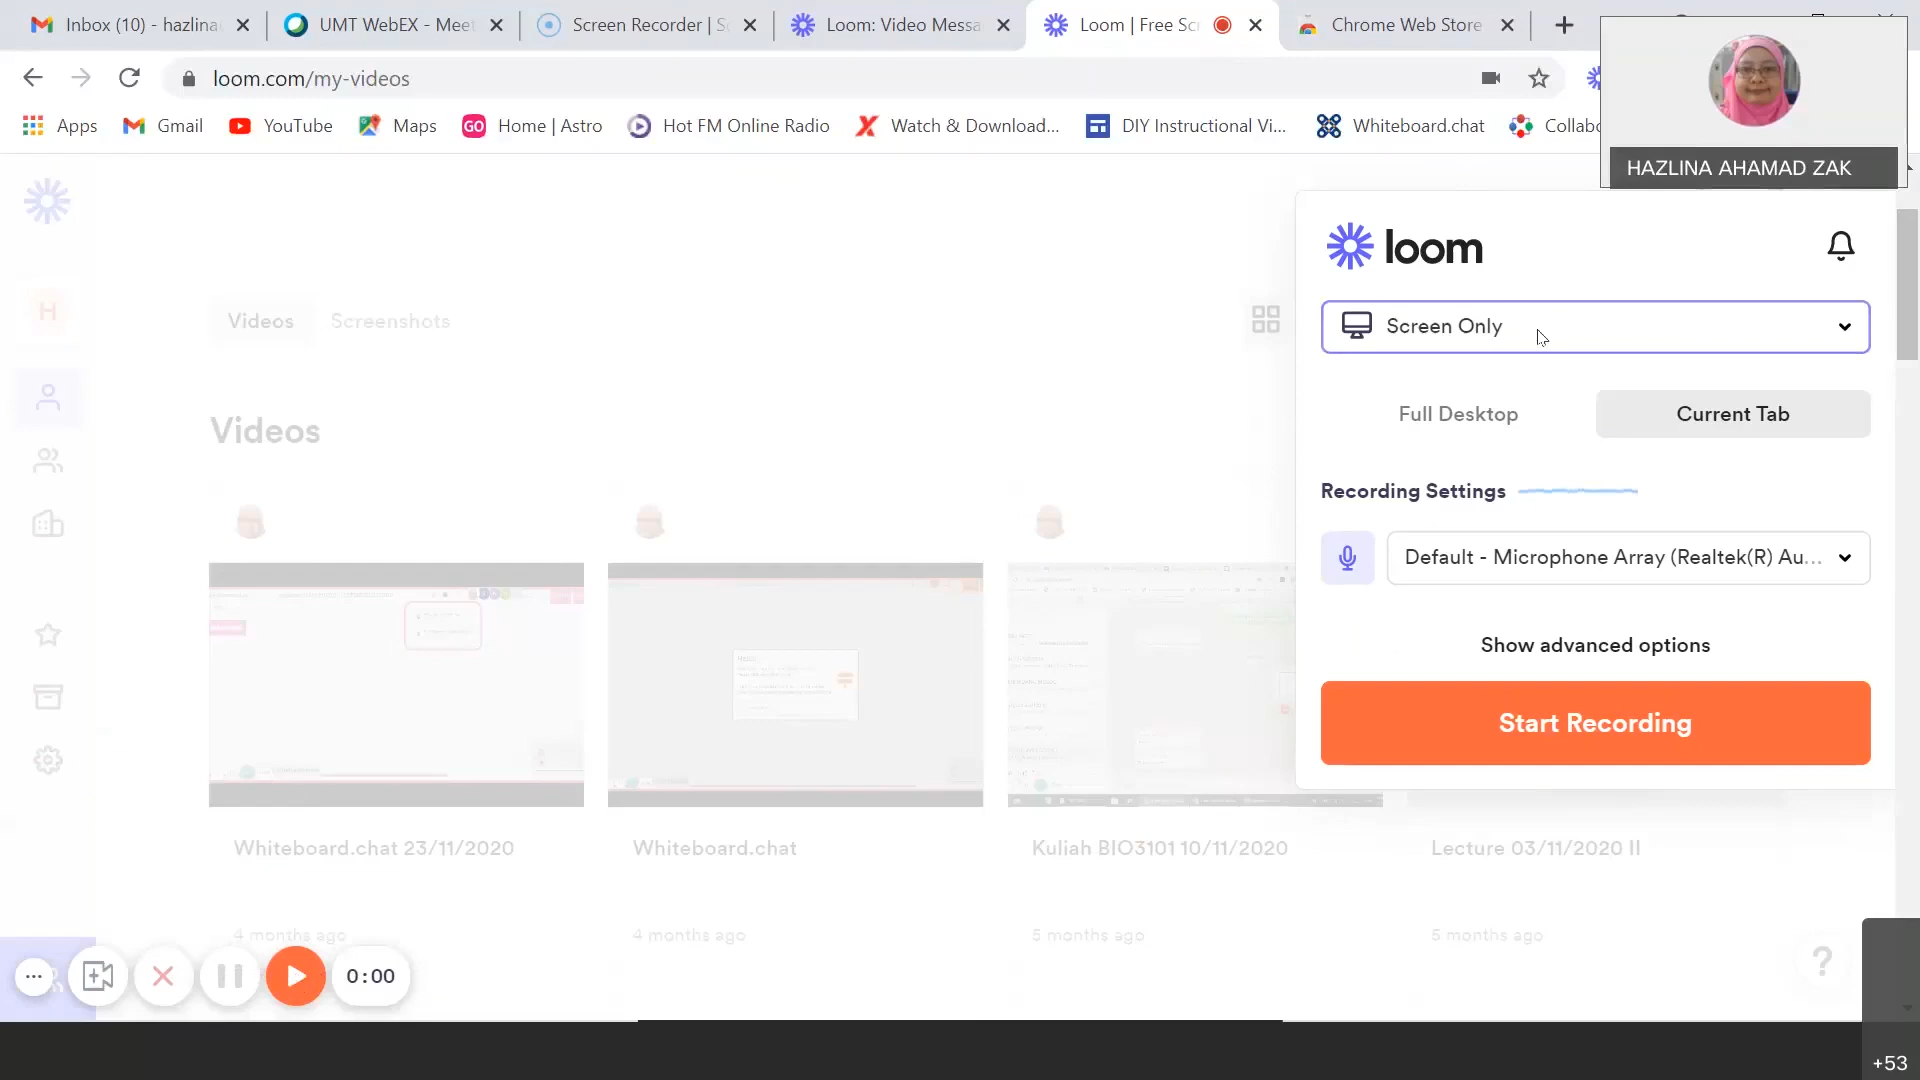 Inbox (10) - hazlina
UMT WebEX - Meet
Screen Recorder | S
Loom: Video Messa
Loom | Free Sc
Chrome Web Store
loom.com/my-videos
Apps
Gmail
YouTube
Maps
GO
Home | Astro
Hot FM Online Radio
Watch & Download...
DIY Instructional Vi...
Whiteboard.chat
Collabo
HAZLINA AHAMAD ZAK
loom
H
Videos
Screenshots
Screen Only
Full Desktop
Current Tab
Videos
Recording Settings
Default - Microphone Array (Realtek(R) Au...
Show advanced options
Start Recording
Whiteboard.chat 23/11/2020
Whiteboard.chat
Kuliah BIO3101 10/11/2020
Lecture 03/11/2020 II
4 months ago
4 months ago
5 months ago
5 months ago
0:00
?
+53